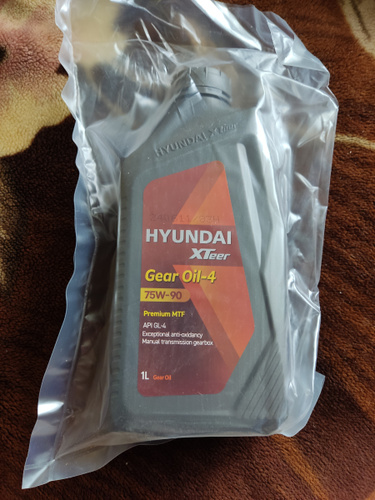 HYUNDAI XTeer
HYUNDAI
XTeer
Gear Oil-4
75W-90
Premium MTF
API GL-4
Exceptional anti-oxidancy
Manual transmission gearbox
1L Gear Oil